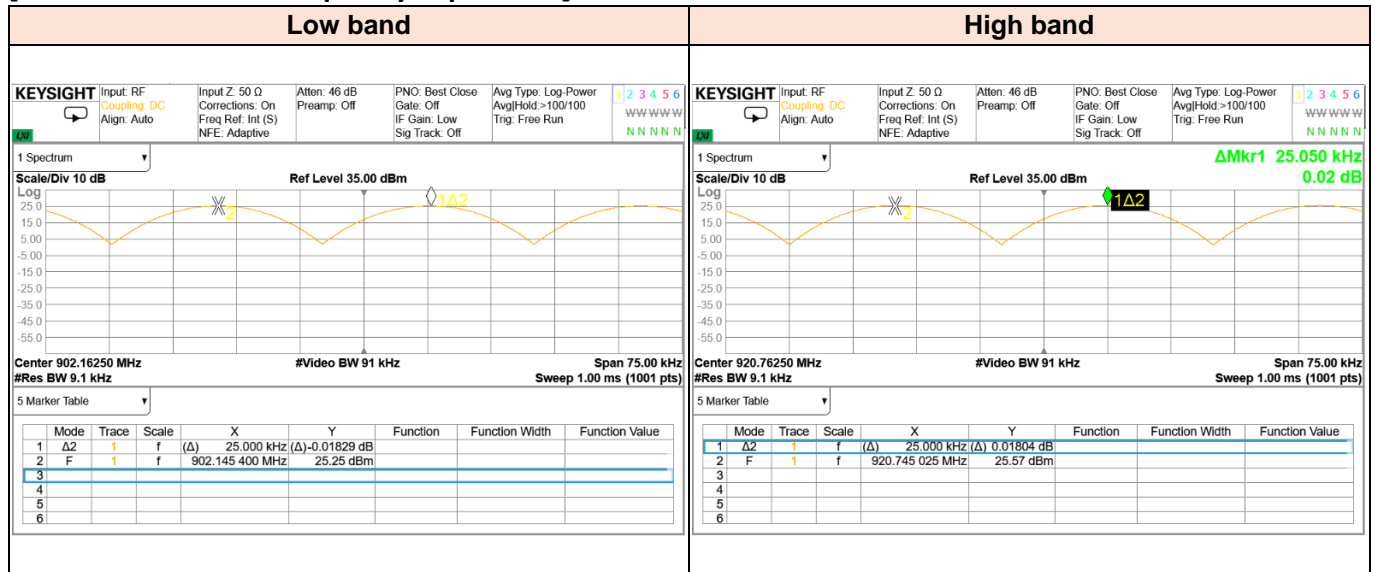 Low band
High band
KEYSIGHT
Input: RF
Coupling: DC
Align: Auto
Input Z: 50 Ω
Corrections: On
Freq Ref: Int (S)
NFE: Adaptive
Atten: 46 dB
Preamp: Off
PNO: Best Close
Gate: Off
IF Gain: Low
Sig Track: Off
Avg Type: Log-Power
Avg|Hold:>100/100
Trig: Free Run
1 2 3 4 5 6
W W W W W
N N N N N
LXI
1 Spectrum
Scale/Div 10 dB
Ref Level 35.00 dBm
Log
25.0
15.0
5.00
-5.00
-15.0
-25.0
-35.0
-45.0
-55.0
2
1Δ2
Center 902.16250 MHz
#Video BW 91 kHz
Span 75.00 kHz
#Res BW 9.1 kHz
Sweep 1.00 ms (1001 pts)
5 Marker Table
Mode Trace Scale X Y Function Function Width Function Value
1 Δ2 1 f (Δ) 25.000 kHz (Δ)-0.01829 dB
2 F 1 f 902.145 400 MHz 25.25 dBm
3
4
5
6
KEYSIGHT
Input: RF
Coupling: DC
Align: Auto
Input Z: 50 Ω
Corrections: On
Freq Ref: Int (S)
NFE: Adaptive
Atten: 46 dB
Preamp: Off
PNO: Best Close
Gate: Off
IF Gain: Low
Sig Track: Off
Avg Type: Log-Power
Avg|Hold:>100/100
Trig: Free Run
1 2 3 4 5 6
W W W W W
N N N N N
LXI
1 Spectrum
ΔMkr1 25.050 kHz
Scale/Div 10 dB
Ref Level 35.00 dBm
0.02 dB
Log
25.0
15.0
5.00
-5.00
-15.0
-25.0
-35.0
-45.0
-55.0
2
1Δ2
Center 920.76250 MHz
#Video BW 91 kHz
Span 75.00 kHz
#Res BW 9.1 kHz
Sweep 1.00 ms (1001 pts)
5 Marker Table
Mode Trace Scale X Y Function Function Width Function Value
1 Δ2 1 f (Δ) 25.000 kHz (Δ) 0.01804 dB
2 F 1 f 920.745 025 MHz 25.57 dBm
3
4
5
6